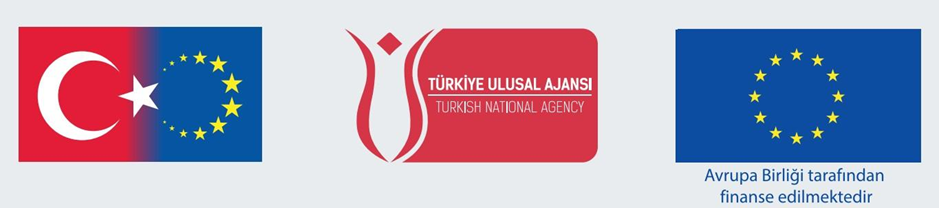 TÜRKİYE ULUSAL AJANSI
TURKISH NATIONAL AGENCY
Avrupa Birliği tarafından
finanse edilmektedir